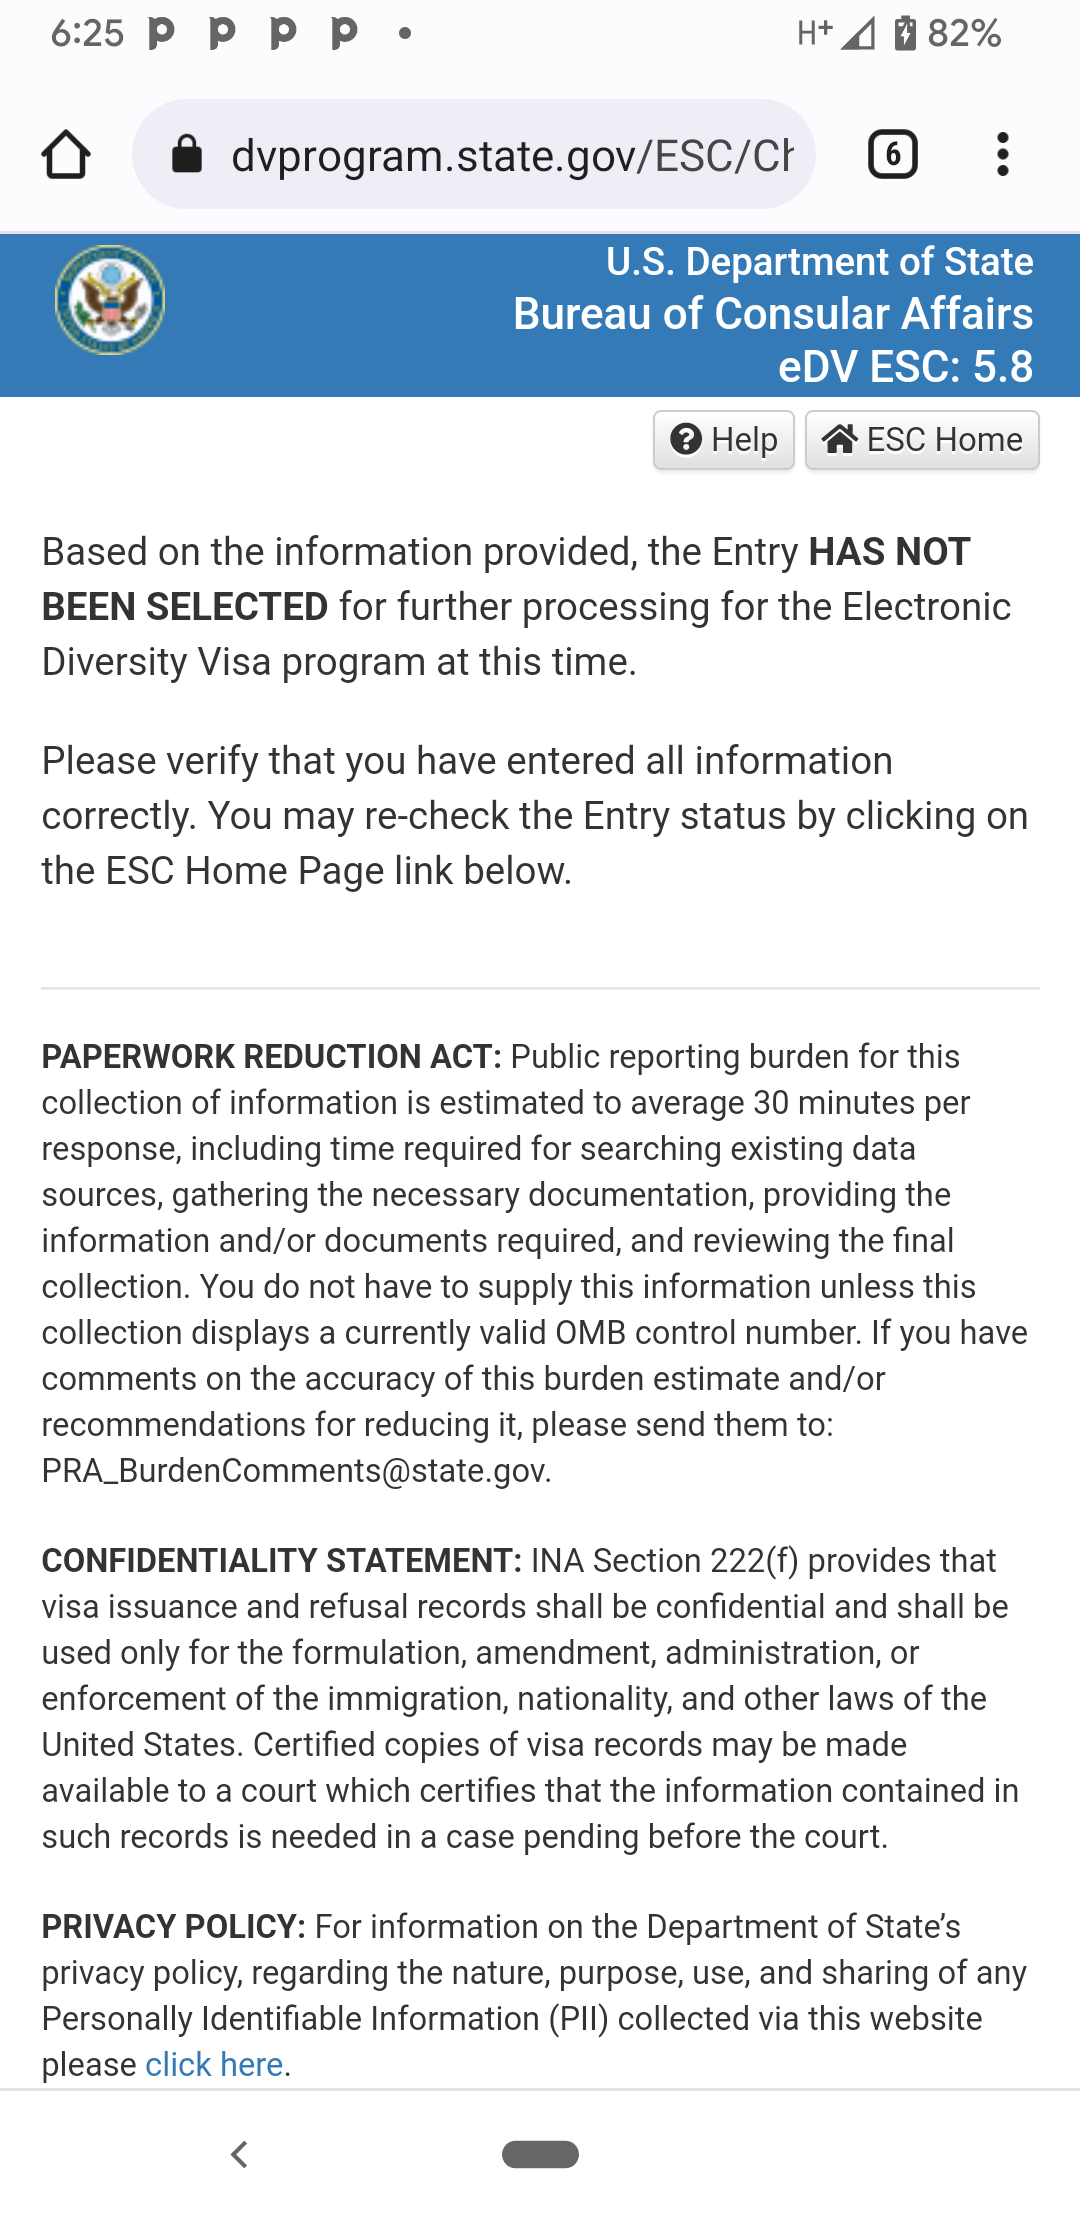 6:25
H+ 82%
dvprogram.state.gov/ESC/Ch
6
U.S. Department of State
Bureau of Consular Affairs
eDV ESC: 5.8
Help ESC Home
Based on the information provided, the Entry HAS NOT
BEEN SELECTED for further processing for the Electronic
Diversity Visa program at this time.
Please verify that you have entered all information
correctly. You may re-check the Entry status by clicking on
the ESC Home Page link below.
PAPERWORK REDUCTION ACT: Public reporting burden for this
collection of information is estimated to average 30 minutes per
response, including time required for searching existing data
sources, gathering the necessary documentation, providing the
information and/or documents required, and reviewing the final
collection. You do not have to supply this information unless this
collection displays a currently valid OMB control number. If you have
comments on the accuracy of this burden estimate and/or
recommendations for reducing it, please send them to:
PRA_BurdenComments@state.gov.
CONFIDENTIALITY STATEMENT: INA Section 222(f) provides that
visa issuance and refusal records shall be confidential and shall be
used only for the formulation, amendment, administration, or
enforcement of the immigration, nationality, and other laws of the
United States. Certified copies of visa records may be made
available to a court which certifies that the information contained in
such records is needed in a case pending before the court.
PRIVACY POLICY: For information on the Department of State’s
privacy policy, regarding the nature, purpose, use, and sharing of any
Personally Identifiable Information (PII) collected via this website
please click here.